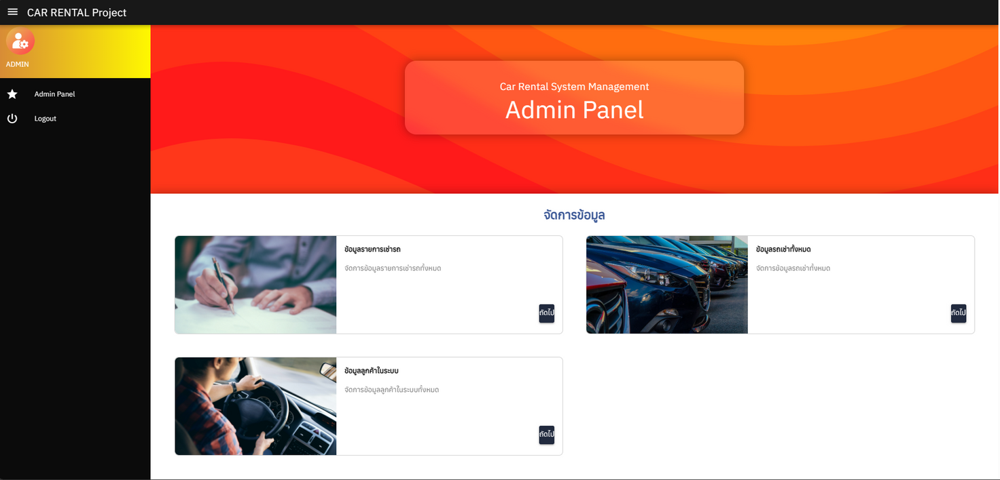 CAR RENTAL Project
ADMIN
Admin Panel
Logout
Car Rental System Management
Admin Panel
จัดการข้อมูล
ข้อมูลรายการเช่ารถ
จัดการข้อมูลรายการเช่ารถทั้งหมด
ถัดไป
ข้อมูลรถเช่าทั้งหมด
จัดการข้อมูลรถเช่าทั้งหมด
ถัดไป
ข้อมูลลูกค้าในระบบ
จัดการข้อมูลลูกค้าในระบบทั้งหมด
ถัดไป